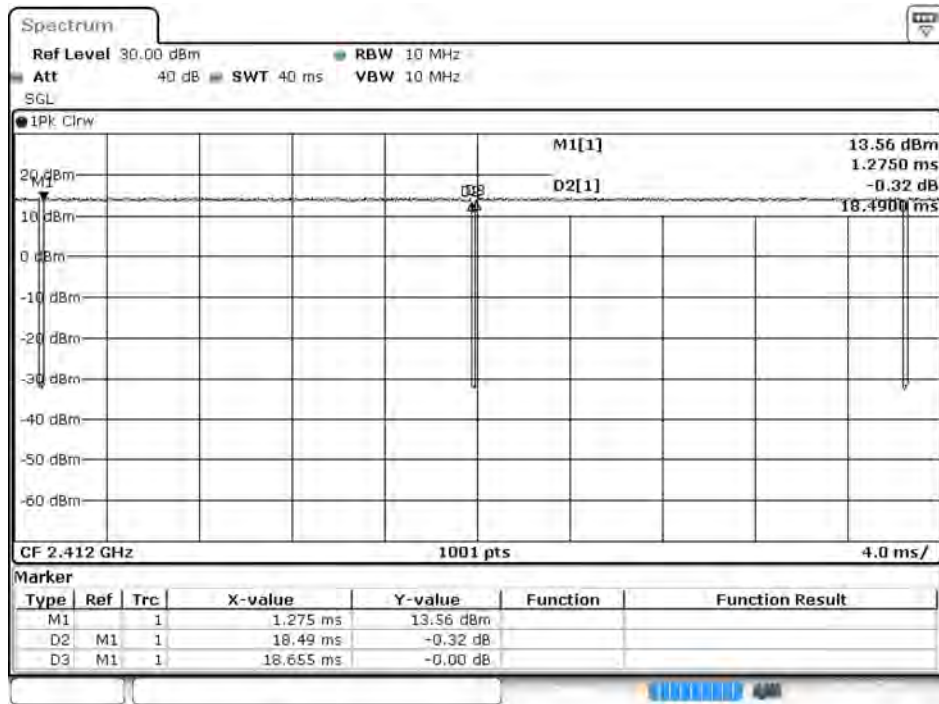 Spectrum
Ref Level 30.00 dBm RBW 10 MHz
Att 40 dB SWT 40 ms VBW 10 MHz
SGL
1Pk Clrw
M1[1] 13.56 dBm
1.2750 ms
20 dBm
M1
D2[1] -0.32 dB
18.4900 ms
10 dBm
0 dBm
-10 dBm
-20 dBm
-30 dBm
-40 dBm
-50 dBm
-60 dBm
CF 2.412 GHz 1001 pts 4.0 ms/
Marker
Type Ref Trc X-value Y-value Function Function Result
M1 1 1.275 ms 13.56 dBm
D2 M1 1 18.49 ms -0.32 dB
D3 M1 1 18.655 ms -0.00 dB